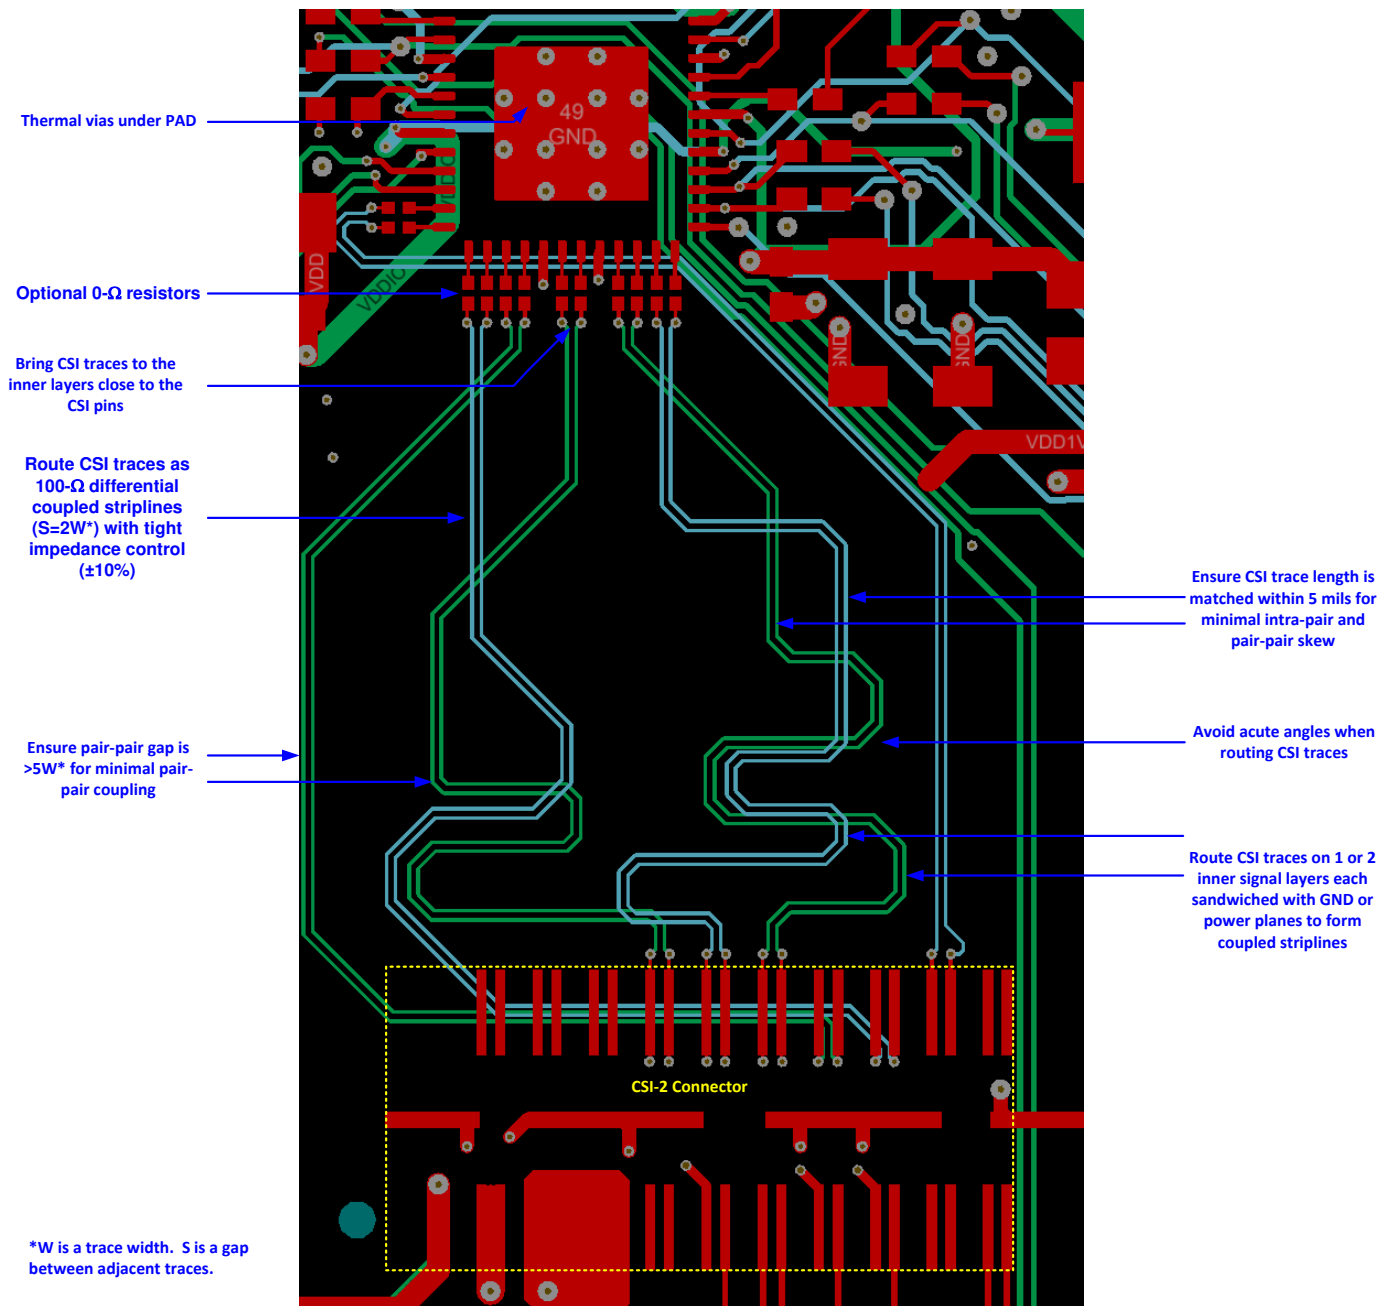 Thermal vias under PAD
49
GND
VDDIO
VDD
VDDIO
Optional 0-Ω resistors
GND
GND
Bring CSI traces to the
inner layers close to the
CSI pins
VDD1V
Route CSI traces as
100-Ω differential
coupled striplines
(S=2W*) with tight
impedance control
(±10%)
Ensure CSI trace length is
matched within 5 mils for
minimal intra-pair and
pair-pair skew
Ensure pair-pair gap is
>5W* for minimal pair-
pair coupling
Avoid acute angles when
routing CSI traces
Route CSI traces on 1 or 2
inner signal layers each
sandwiched with GND or
power planes to form
coupled striplines
CSI-2 Connector
*W is a trace width.  S is a gap
between adjacent traces.